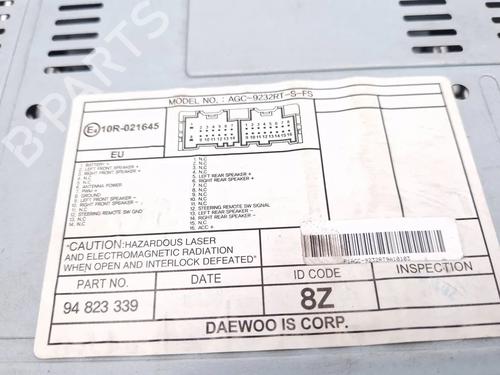 MODEL NO. : AGC-9232RT-S-FS
E4 10R-021645
EU
1. BATTERY +
2. LEFT FRONT SPEAKER +
3. RIGHT FRONT SPEAKER +
4. N.C
5. N.C
6. ANTENNA POWER
7. PWM +
8. GROUND
9. LEFT FRONT SPEAKER -
10. RIGHT FRONT SPEAKER -
11. N.C
12. STEERING REMOTE SW GND
13. N.C
14. N.C
1. N.C
2. N.C
3. N.C
4. N.C
5. LEFT REAR SPEAKER +
6. RIGHT REAR SPEAKER +
7. N.C
8. N.C
9. N.C
10. N.C
11. N.C
12. STEERING REMOTE SW SIGNAL
13. LEFT REAR SPEAKER -
14. RIGHT REAR SPEAKER -
15. N.C
16. ACC +
"CAUTION: HAZARDOUS LASER
AND ELECTROMAGNETIC RADIATION
WHEN OPEN AND INTERLOCK DEFEATED"
P1AGC-9232RT9A10103
PART NO.
DATE
ID CODE
INSPECTION
94 823 339
8Z
DAEWOO IS CORP.
B-PARTS